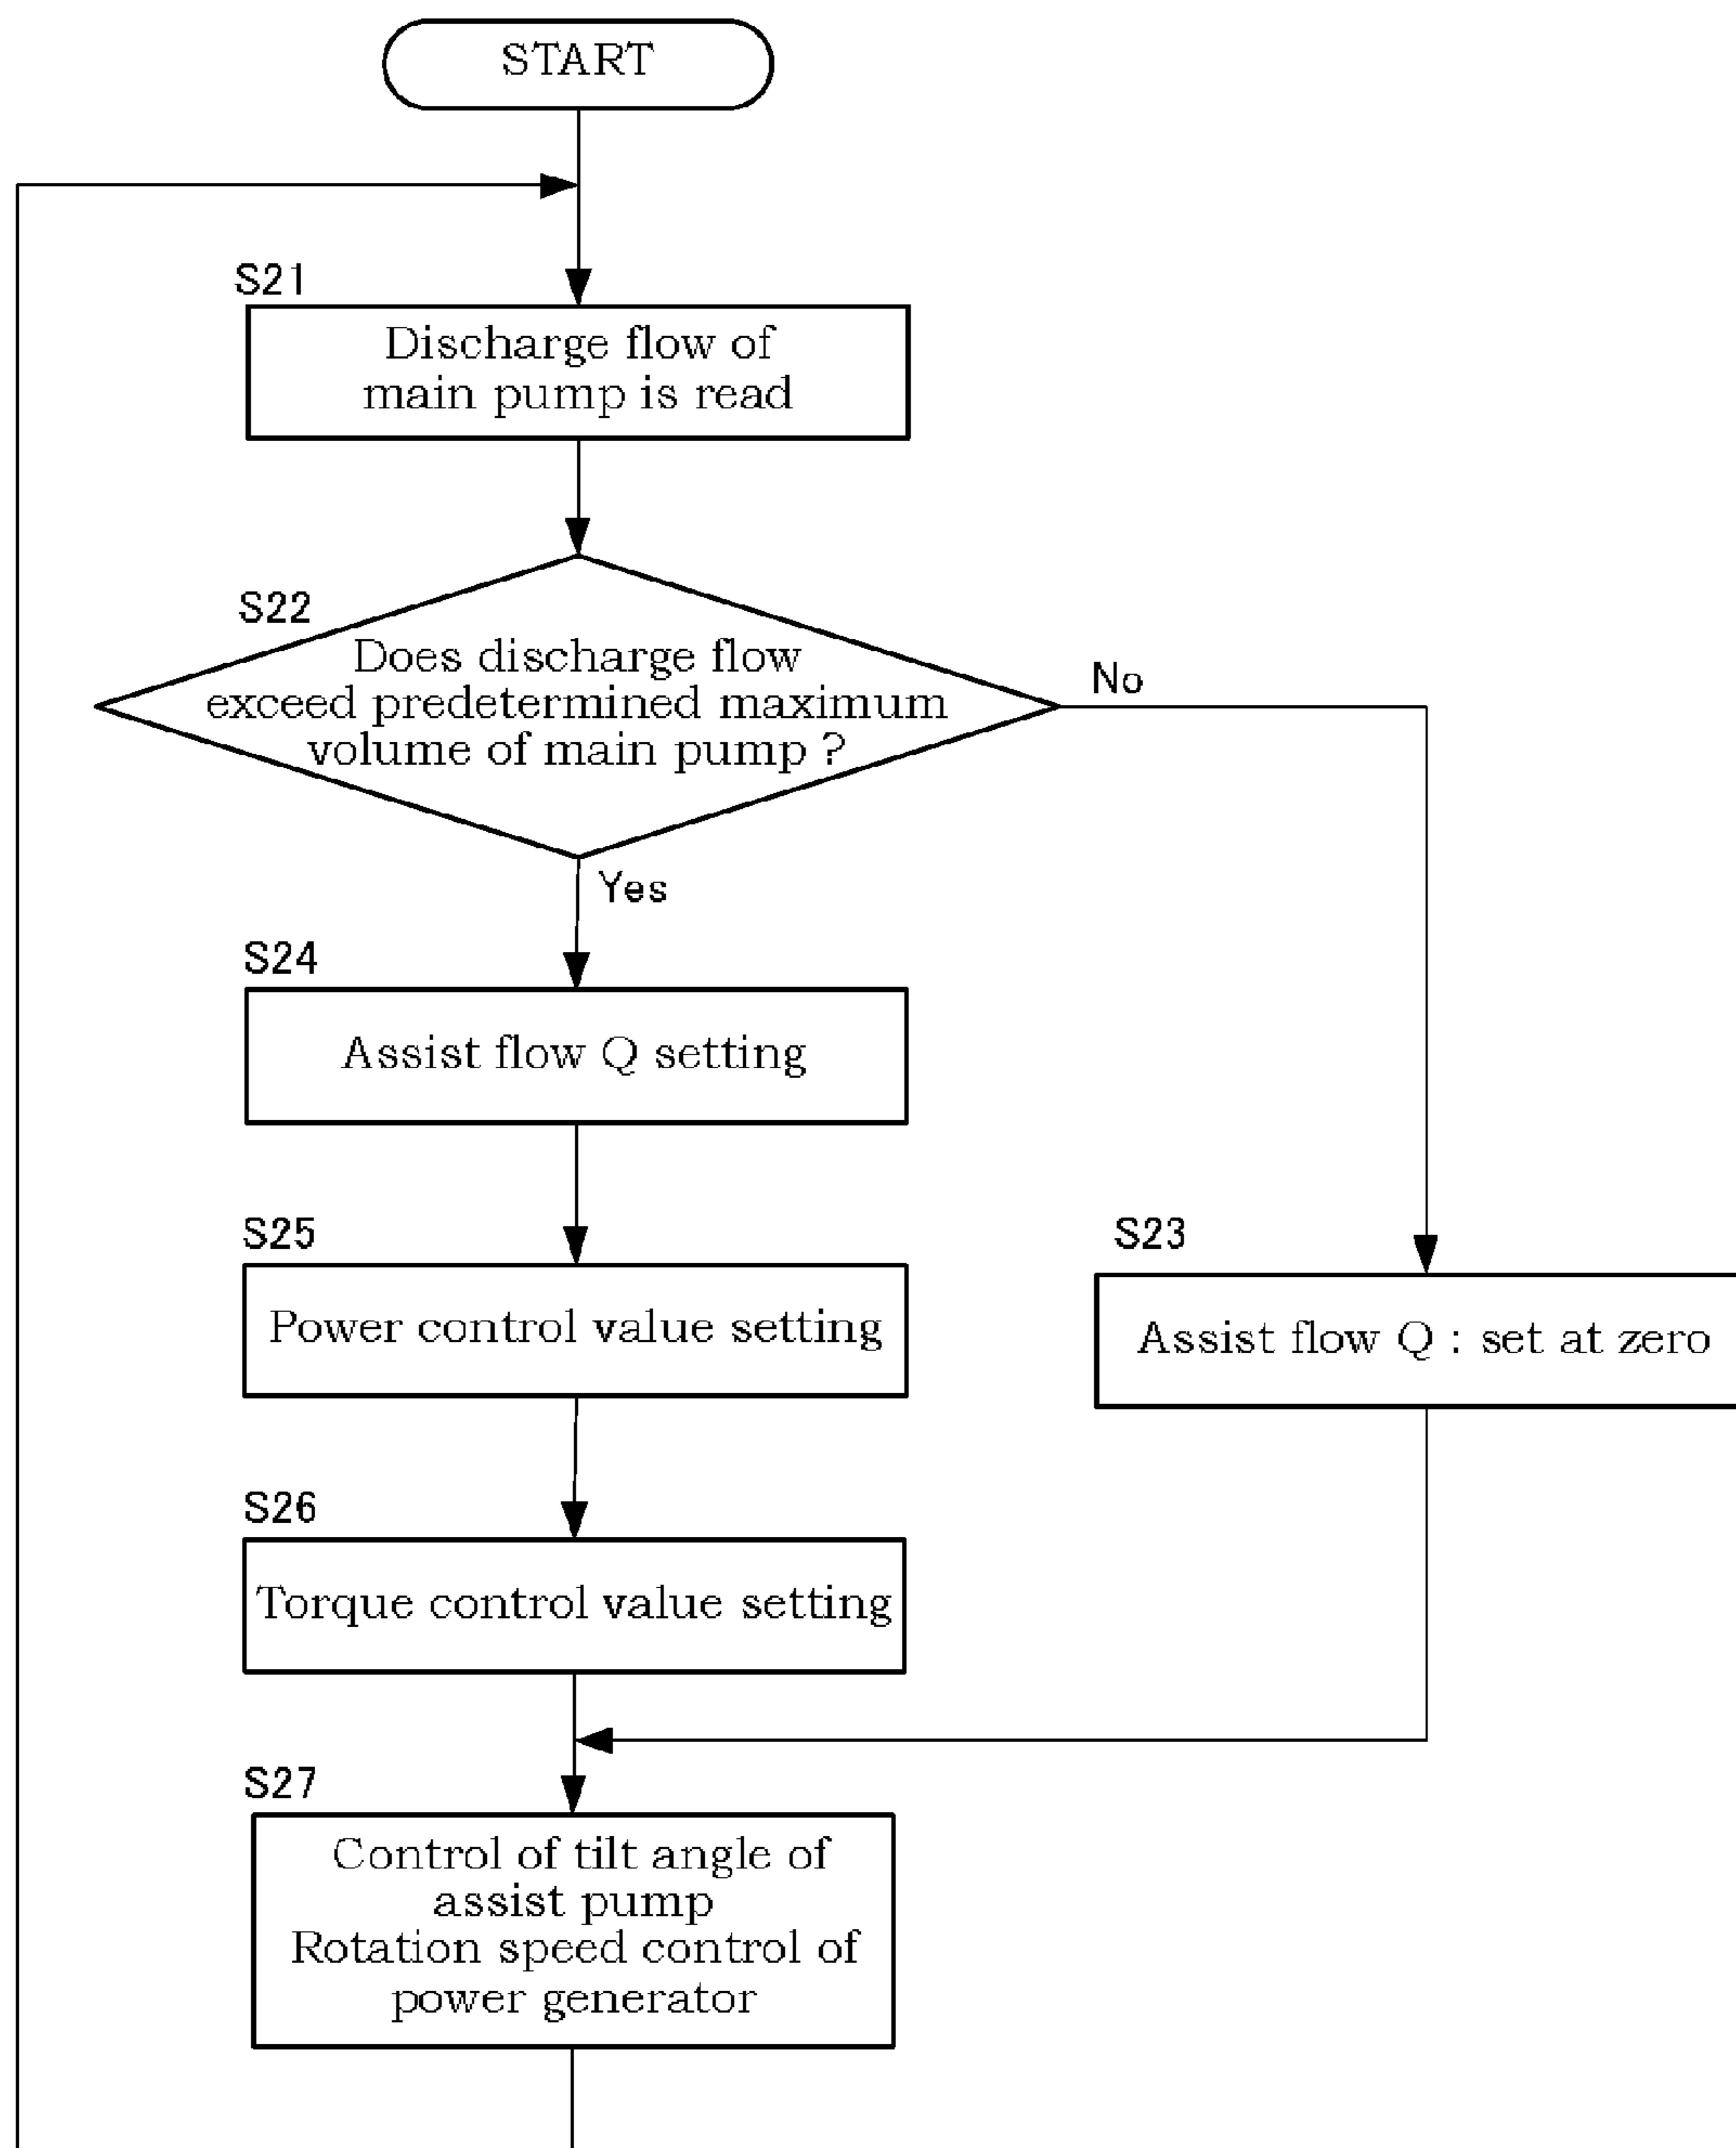 START
S21
Discharge flow of
main pump is read
S22
Does discharge flow
exceed predetermined maximum
volume of main pump ?
No
Yes
S24
Assist flow Q setting
S25
Power control value setting
S23
Assist flow Q : set at zero
S26
Torque control value setting
S27
Control of tilt angle of
assist pump
Rotation speed control of
power generator